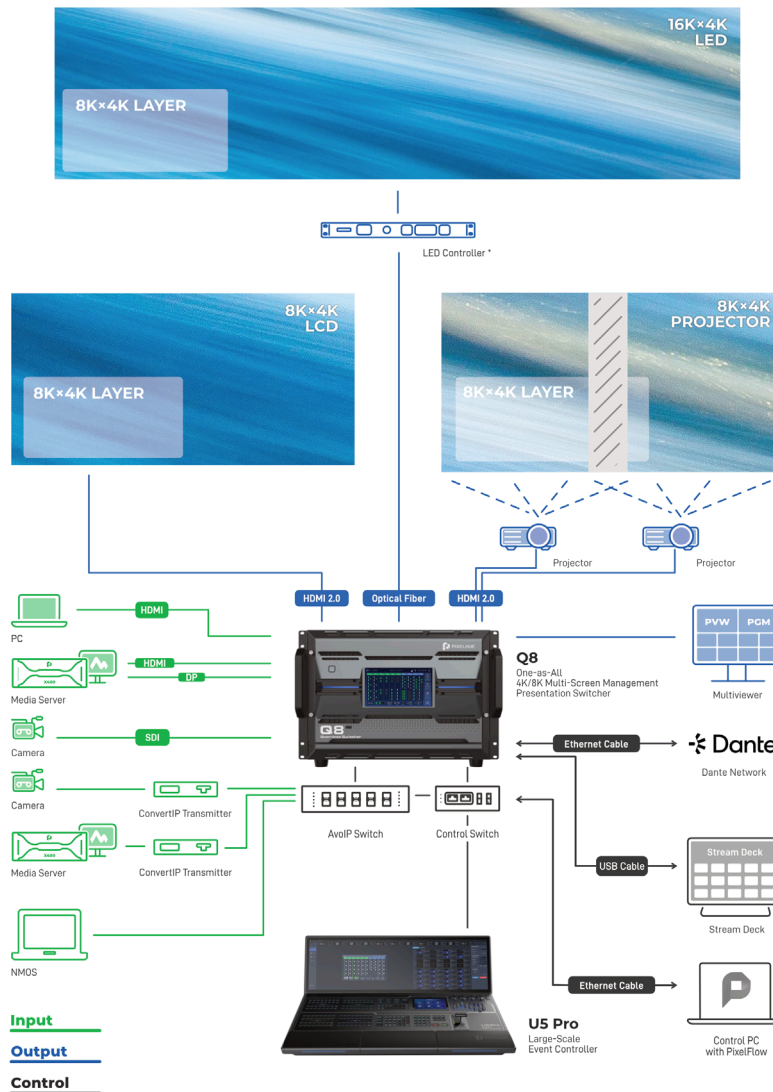 16K×4K
LED
8K×4K LAYER
LED Controller *
8K×4K
LCD
8K×4K LAYER
8K×4K
PROJECTOR
8K×4K LAYER
Projector
Projector
HDMI 2.0
Optical Fiber
HDMI 2.0
PC
HDMI
Media Server
X400
HDMI
DP
Camera
SDI
Camera
ConvertIP Transmitter
Media Server
X400
ConvertIP Transmitter
NMOS
PIXELHUE
Q8
Q8
One-as-All
4K/8K Multi-Screen Management
Presentation Switcher
PVW
PGM
Multiviewer
Ethernet Cable
Dante
Dante Network
AvoIP Switch
Control Switch
USB Cable
Stream Deck
Stream Deck
Ethernet Cable
U5 Pro
Large-Scale
Event Controller
Control PC
with PixelFlow
Input
Output
Control